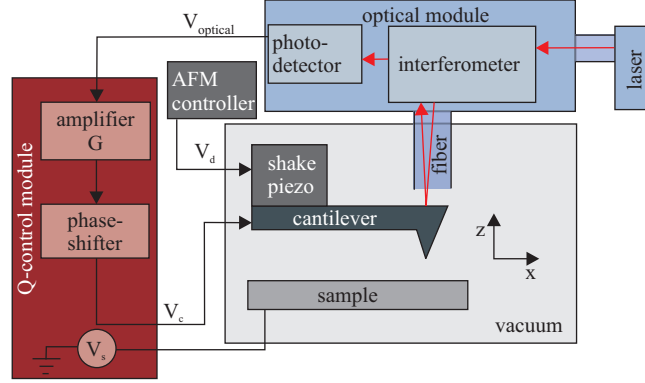 V_optical
optical module
photo-
detector
interferometer
laser
AFM
controller
amplifier
G
V_d
shake
piezo
fiber
Q-control module
phase-
shifter
cantilever
z
x
V_c
sample
V_s
vacuum